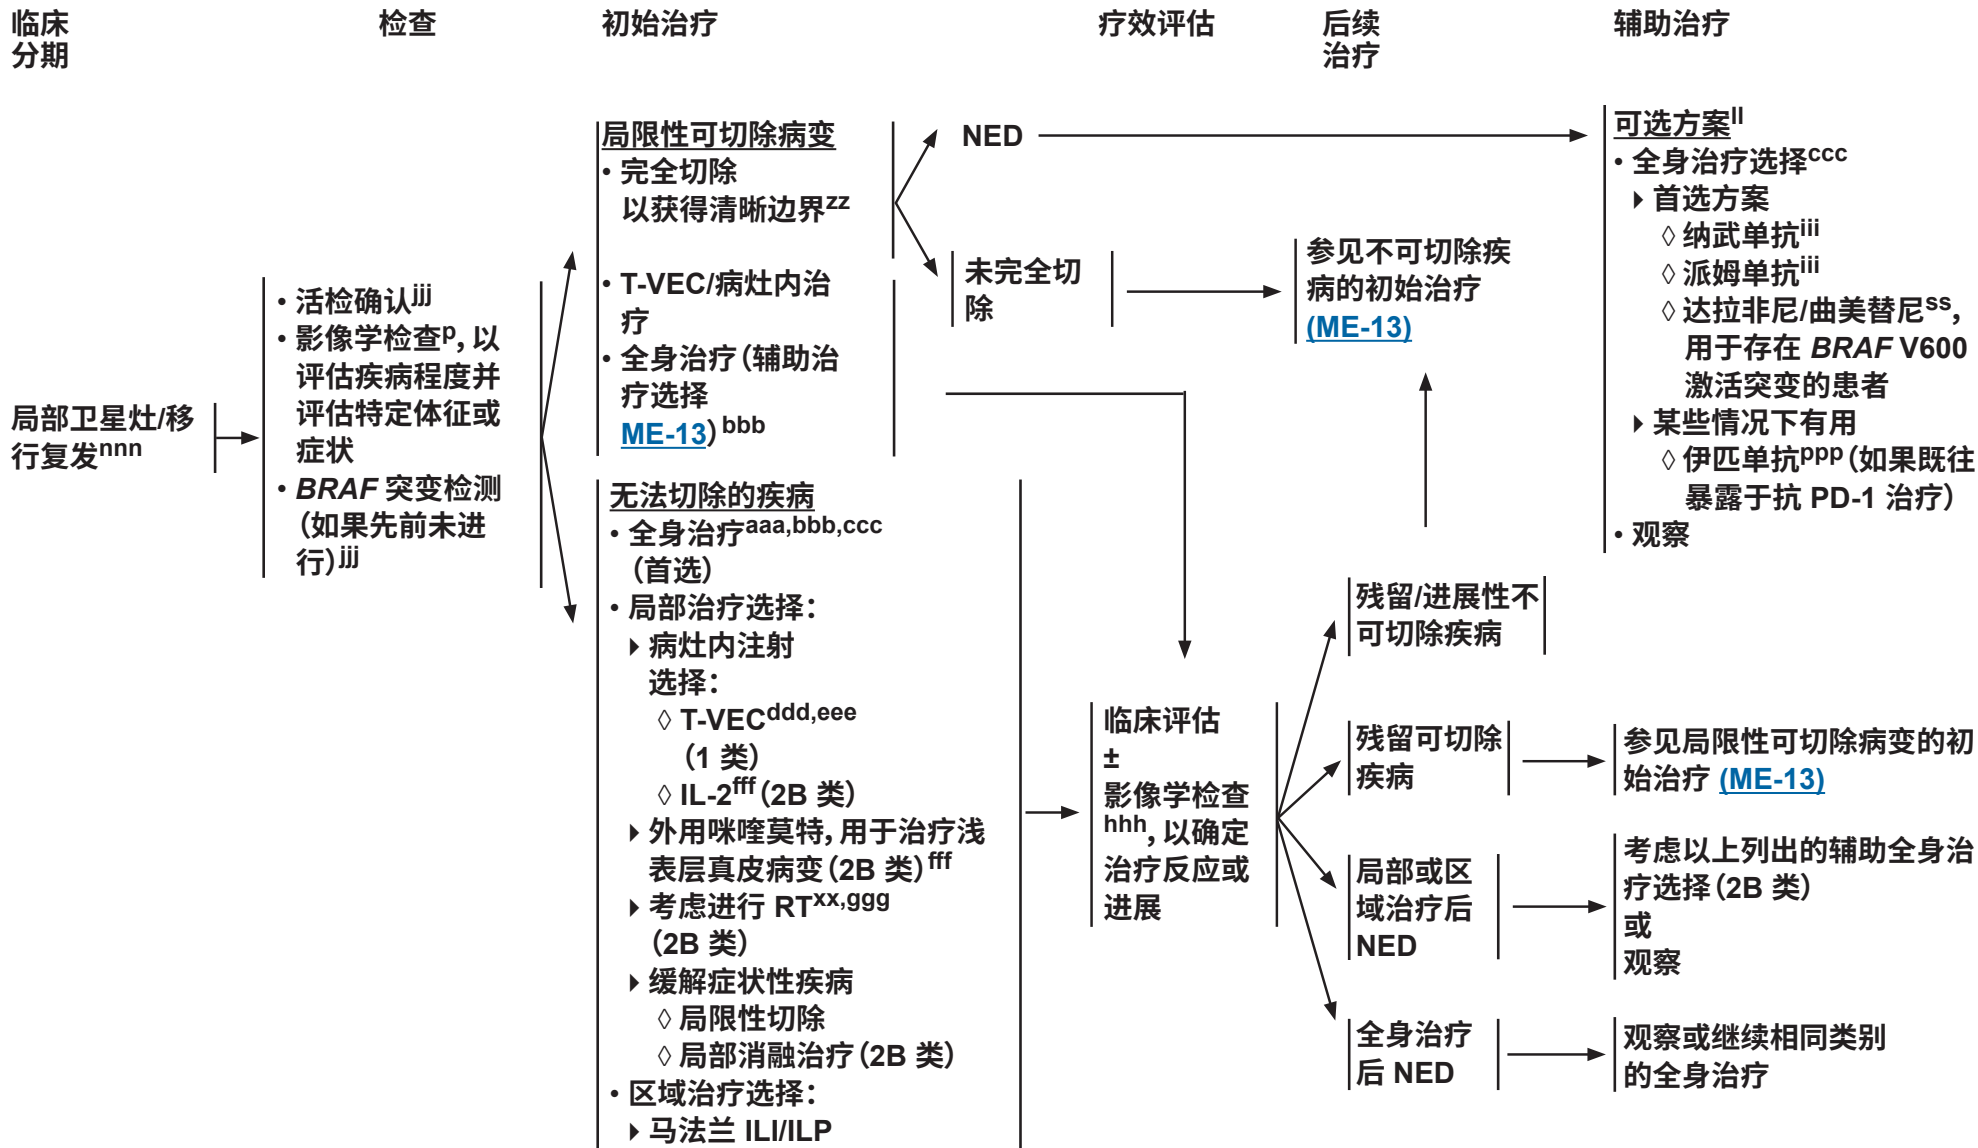 临床
分期
检查
初始治疗
疗效评估
后续
治疗
辅助治疗
局部卫星灶/移
行复发nnn
• 活检确认jjj
• 影像学检查p，以
评估疾病程度并
评估特定体征或
症状
• BRAF 突变检测
（如果先前未进
行）jjj
局限性可切除病变
• 完全切除
以获得清晰边界zz
• T-VEC/病灶内治
疗
• 全身治疗（辅助治
疗选择
ME-13）bbb
无法切除的疾病
• 全身治疗aaa,bbb,ccc
（首选）
• 局部治疗选择：
▸ 病灶内注射
选择：
◊ T-VECddd,eee
（1 类）
◊ IL-2fff（2B 类）
▸ 外用咪喹莫特，用于治疗浅
表层真皮病变（2B 类）fff
▸ 考虑进行 RTxx,ggg
（2B 类）
▸ 缓解症状性疾病
◊ 局限性切除
◊ 局部消融治疗（2B 类）
• 区域治疗选择：
▸ 马法兰 ILI/ILP
NED
未完全切
除
参见不可切除疾
病的初始治疗
(ME-13)
临床评估
±
影像学检查
hhh，以确定
治疗反应或
进展
残留/进展性不
可切除疾病
残留可切除
疾病
局部或区
域治疗后
NED
全身治疗
后 NED
可选方案ll
• 全身治疗选择ccc
▸ 首选方案
◊ 纳武单抗iii
◊ 派姆单抗iii
◊ 达拉非尼/曲美替尼ss，
用于存在 BRAF V600
激活突变的患者
▸ 某些情况下有用
◊ 伊匹单抗ppp（如果既往
暴露于抗 PD-1 治疗）
• 观察
参见局限性可切除病变的初
始治疗 (ME-13)
考虑以上列出的辅助全身治
疗选择（2B 类）
或
观察
观察或继续相同类别
的全身治疗